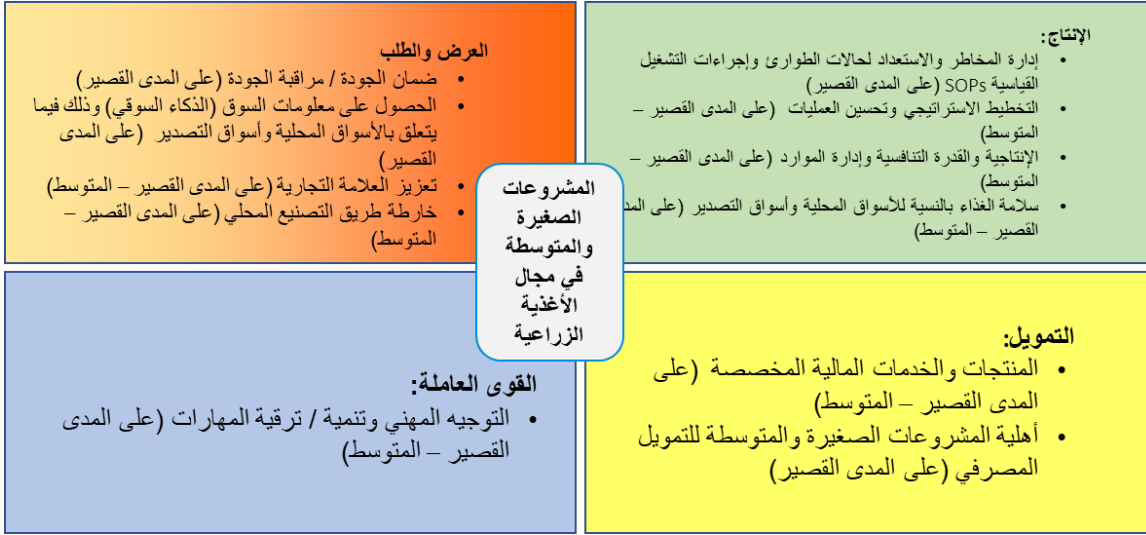 الإنتاج:
• إدارة المخاطر والاستعداد لحالات الطوارئ وإجراءات التشغيل
القياسية SOPs (على المدى القصير)
• التخطيط الاستراتيجي وتحسين العمليات (على المدى القصير –
المتوسط)
• الإنتاجية والقدرة التنافسية وإدارة الموارد (على المدى القصير –
المتوسط)
• سلامة الغذاء بالنسية للأسواق المحلية وأسواق التصدير (على المد
القصير – المتوسط)
العرض والطلب
• ضمان الجودة / مراقبة الجودة (على المدى القصير)
• الحصول على معلومات السوق (الذكاء السوقي) وذلك فيما
يتعلق بالأسواق المحلية وأسواق التصدير (على المدى
القصير)
• تعزيز العلامة التجارية (على المدى القصير – المتوسط)
• خارطة طريق التصنيع المحلي (على المدى القصير –
المتوسط)
المشروعات
الصغيرة
والمتوسطة
في مجال
الأغذية
الزراعية
التمويل:
• المنتجات والخدمات المالية المخصصة (على
المدى القصير – المتوسط)
• أهلية المشروعات الصغيرة والمتوسطة للتمويل
المصرفي (على المدى القصير)
القوى العاملة:
• التوجيه المهني وتنمية / ترقية المهارات (على المدى
القصير – المتوسط)